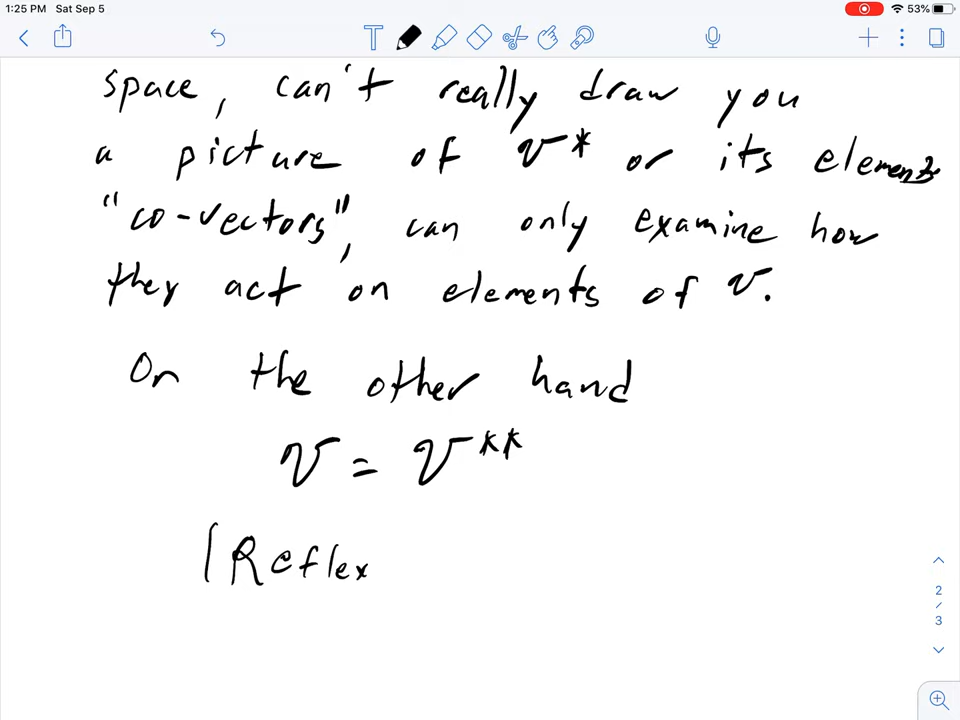 1:25 PM Sat Sep 5
53%
T
space, can't really draw you
a picture of V* or its elements
"co-vectors", can only examine how
they act on elements of V.
On the other hand
V = V**
(Reflex
2
/
3